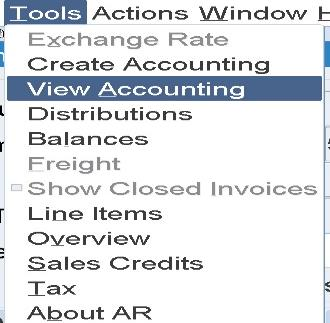 Tools Actions Window H
Exchange Rate
Create Accounting
View Accounting
Distributions
Balances
Freight
Show Closed Invoices
Line Items
Overview
Sales Credits
Tax
About AR